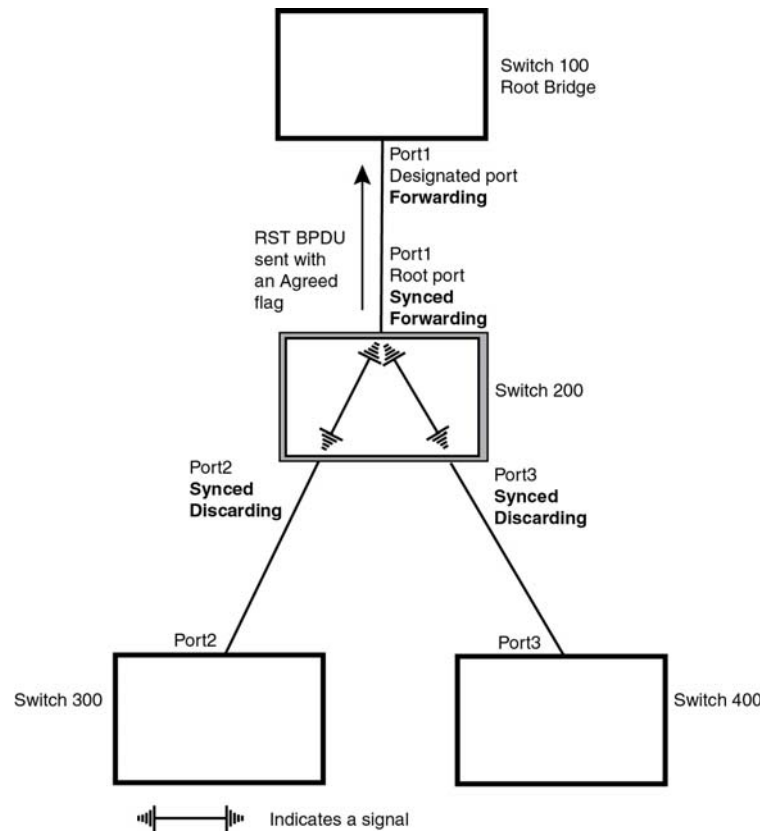 Switch 100
Root Bridge
Port1
Designated port
Forwarding
RST BPDU
sent with
an Agreed
flag
Port1
Root port
Synced
Forwarding
Switch 200
Port2
Synced
Discarding
Port3
Synced
Discarding
Port2
Port3
Switch 300
Switch 400
Indicates a signal